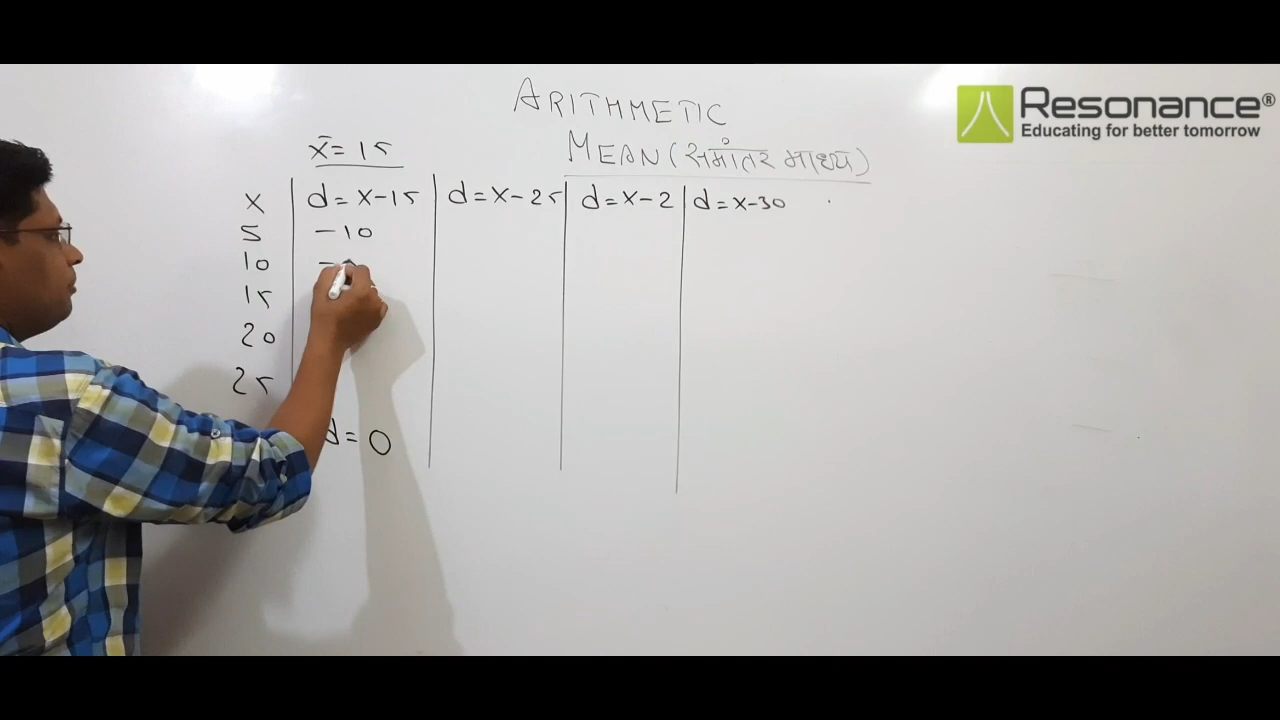 Resonance®
Educating for better tomorrow
ARITHMETIC
MEAN (समांतर माध्य)
x̄ = 15
x d = x-15 d = x-25 d = x-2 d = x-30
5 -10
10 -
15
20
25
d = 0